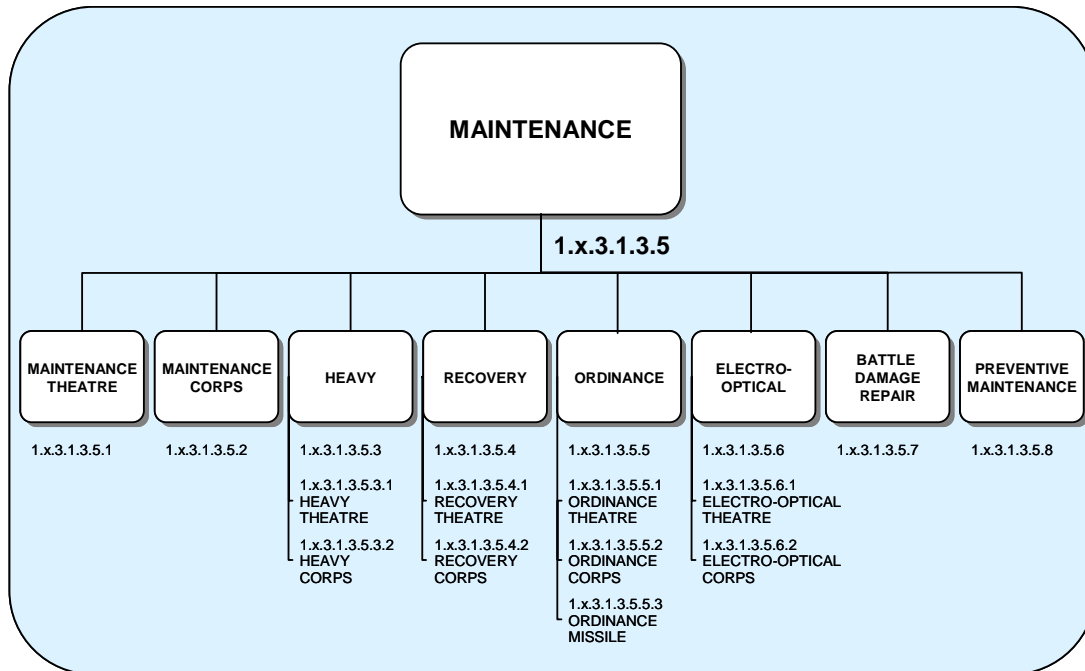 MAINTENANCE
1.x.3.1.3.5
MAINTENANCE
THEATRE
1.x.3.1.3.5.1
MAINTENANCE
CORPS
1.x.3.1.3.5.2
HEAVY
1.x.3.1.3.5.3
1.x.3.1.3.5.3.1
HEAVY
THEATRE
1.x.3.1.3.5.3.2
HEAVY
CORPS
RECOVERY
1.x.3.1.3.5.4
1.x.3.1.3.5.4.1
RECOVERY
THEATRE
1.x.3.1.3.5.4.2
RECOVERY
CORPS
ORDINANCE
1.x.3.1.3.5.5
1.x.3.1.3.5.5.1
ORDINANCE
THEATRE
1.x.3.1.3.5.5.2
ORDINANCE
CORPS
1.x.3.1.3.5.5.3
ORDINANCE
MISSILE
ELECTRO-
OPTICAL
1.x.3.1.3.5.6
1.x.3.1.3.5.6.1
ELECTRO-OPTICAL
THEATRE
1.x.3.1.3.5.6.2
ELECTRO-OPTICAL
CORPS
BATTLE
DAMAGE
REPAIR
1.x.3.1.3.5.7
PREVENTIVE
MAINTENANCE
1.x.3.1.3.5.8